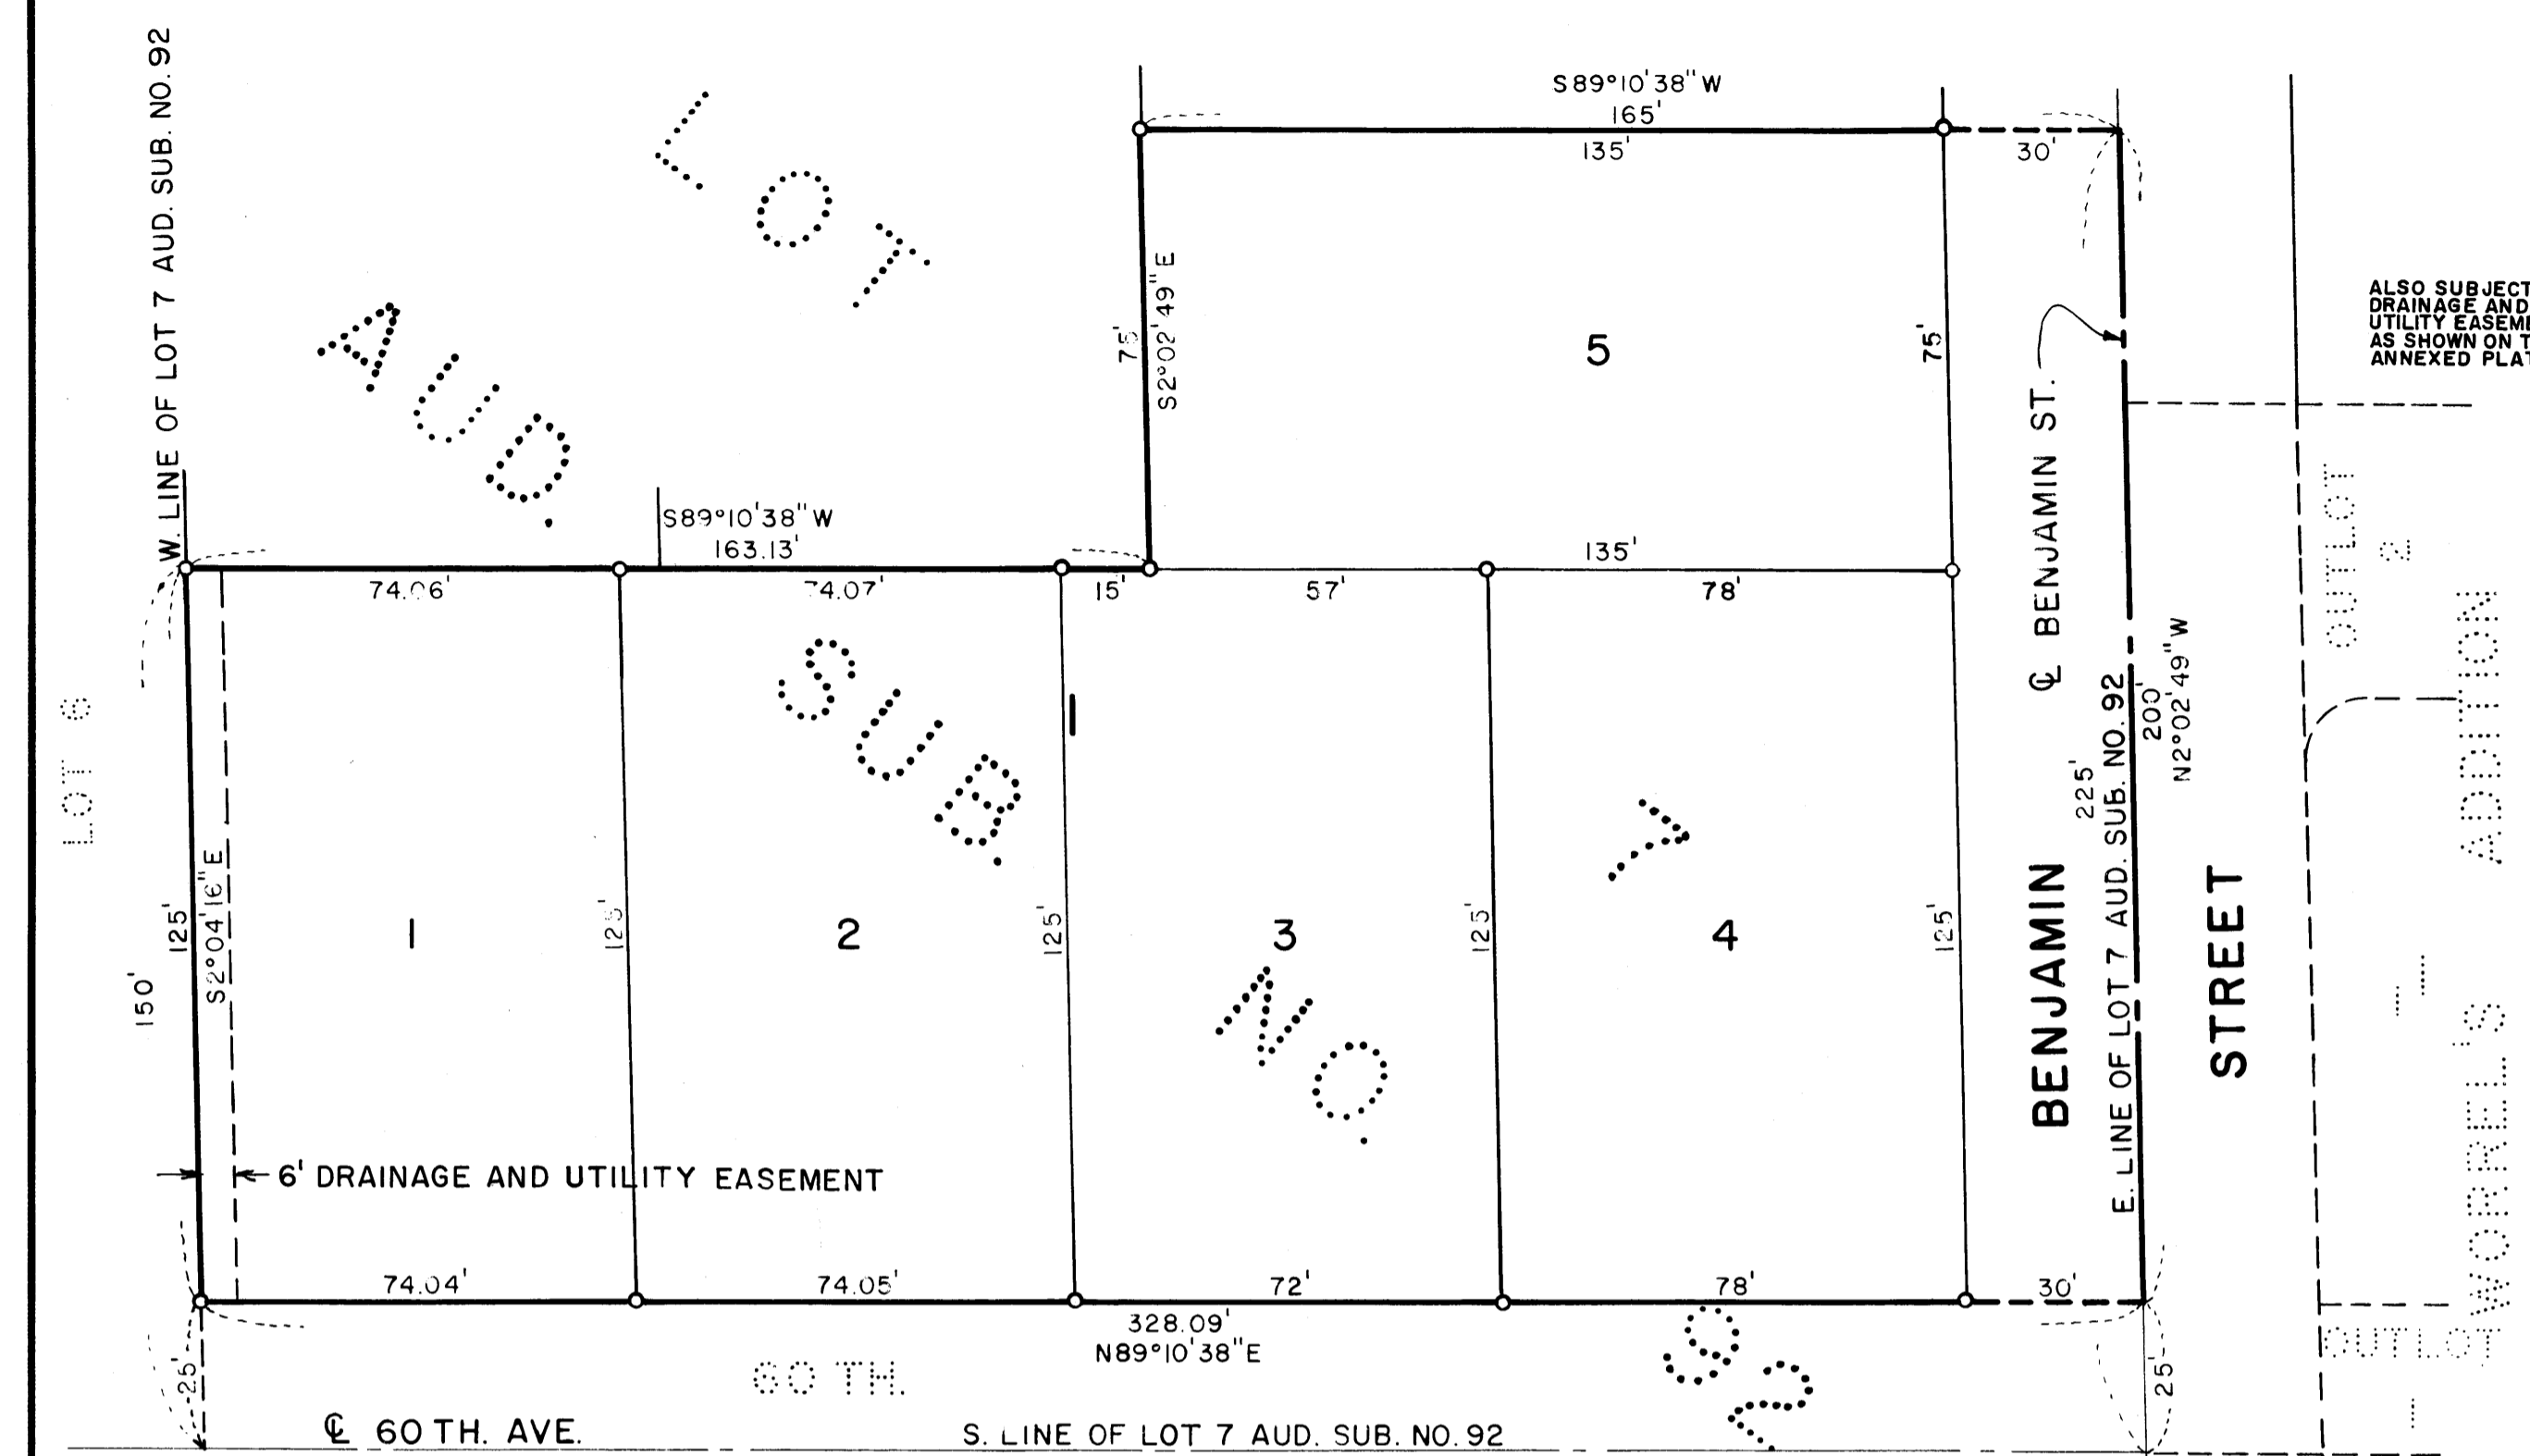 W. LINE OF LOT 7 AUD. SUB. NO. 92
LOT
AUD.
SUB.
NO.
92
7
S89°10'38"W
165'
135'
30'
75'
S2°02'49"E
5
75'
ALSO SUBJECT
DRAINAGE AND
UTILITY
AS SHOWN ON
ANNEXED
S89°10'38"W
163.13'
74.06'
74.07'
15'
57'
135'
78'
℄ BENJAMIN ST.
OUTLOT
2
LOT 6
150'
125'
S2°04'16"E
1
125'
2
125'
1
3
125'
4
125'
BENJAMIN
STREET
225'
E. LINE OF LOT 7 AUD. SUB. NO. 92
200'
N2°02'49"W
WORREL'S ADDITION
6' DRAINAGE AND UTILITY EASEMENT
74.04'
74.05'
72'
78'
30'
328.09'
N89°10'38"E
25'
60TH.
25'
OUTLOT
1
℄ 60TH. AVE.
S. LINE OF LOT 7 AUD. SUB. NO. 92